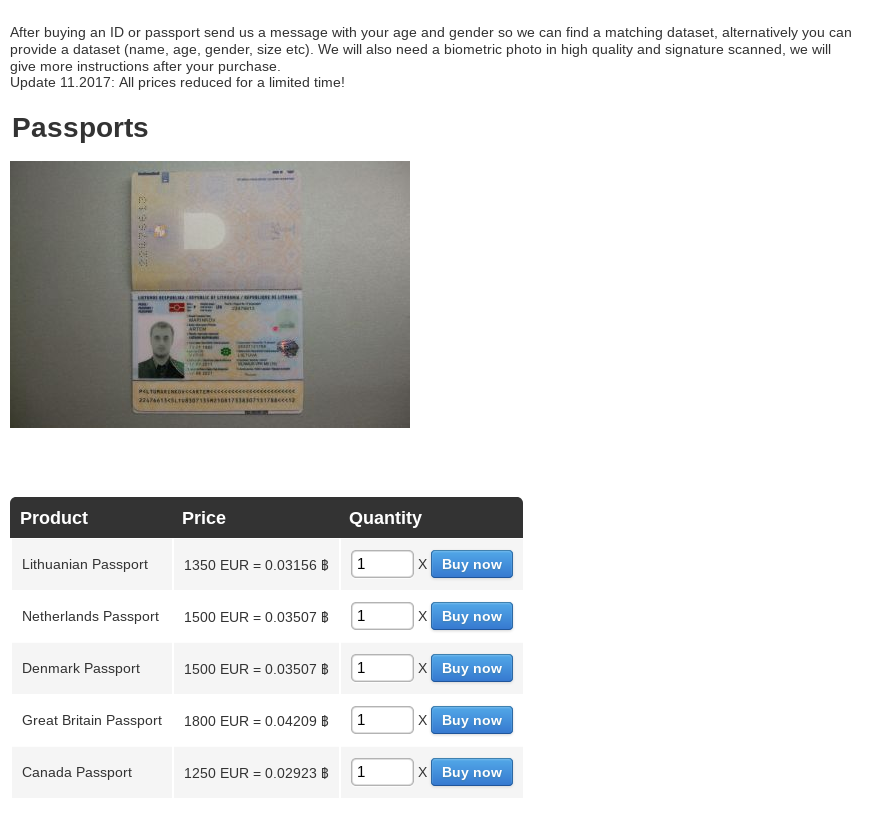 After buying an ID or passport send us a message with your age and gender so we can find a matching dataset, alternatively you can
provide a dataset (name, age, gender, size etc). We will also need a biometric photo in high quality and signature scanned, we will
give more instructions after your purchase.
Update 11.2017: All prices reduced for a limited time!
Passports
LIETUVOS RESPUBLIKA / REPUBLIC OF LITHUANIA / REPUBLIQUE DE LITUANIE
Product Price Quantity
Lithuanian Passport 1350 EUR = 0.03156 ฿ 1 X Buy now
Netherlands Passport 1500 EUR = 0.03507 ฿ 1 X Buy now
Denmark Passport 1500 EUR = 0.03507 ฿ 1 X Buy now
Great Britain Passport 1800 EUR = 0.04209 ฿ 1 X Buy now
Canada Passport 1250 EUR = 0.02923 ฿ 1 X Buy now